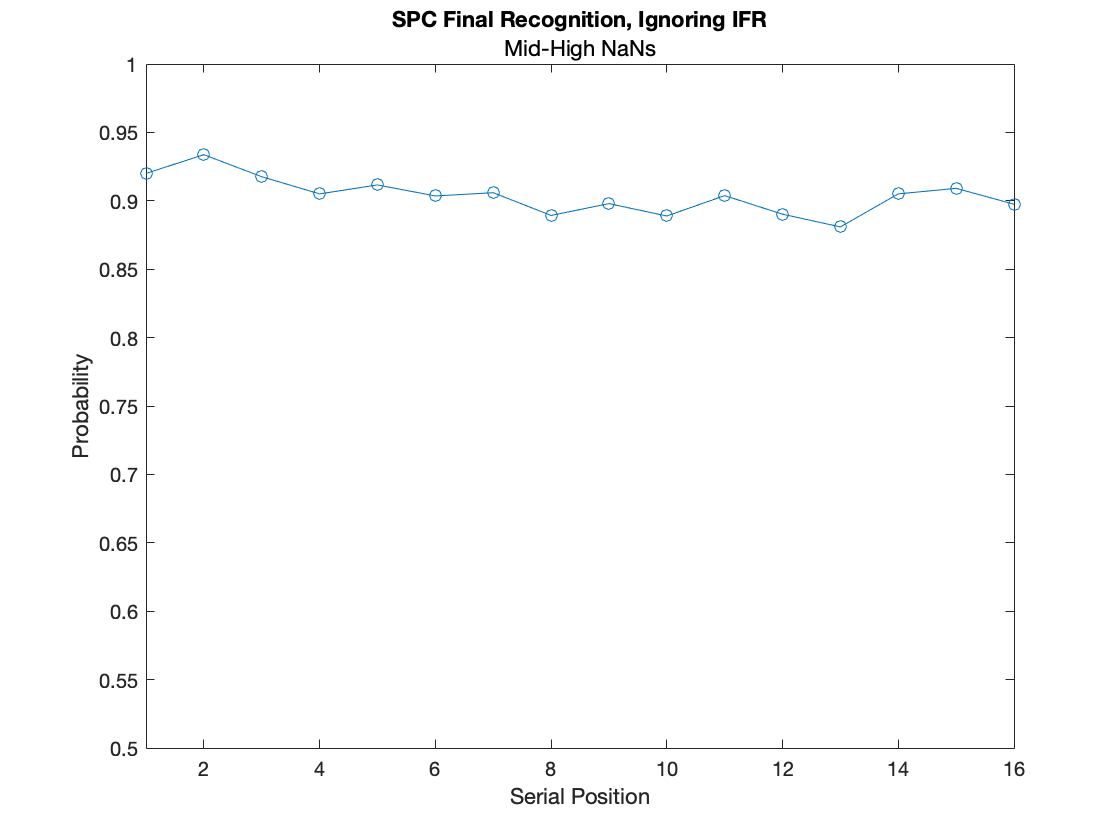 SPC Final Recognition, Ignoring IFR
Mid-High NaNs
1
0.95
0.9
0.85
0.8
0.75
0.7
0.65
0.6
0.55
0.5
Probability
2 4 6 8 10 12 14 16
Serial Position